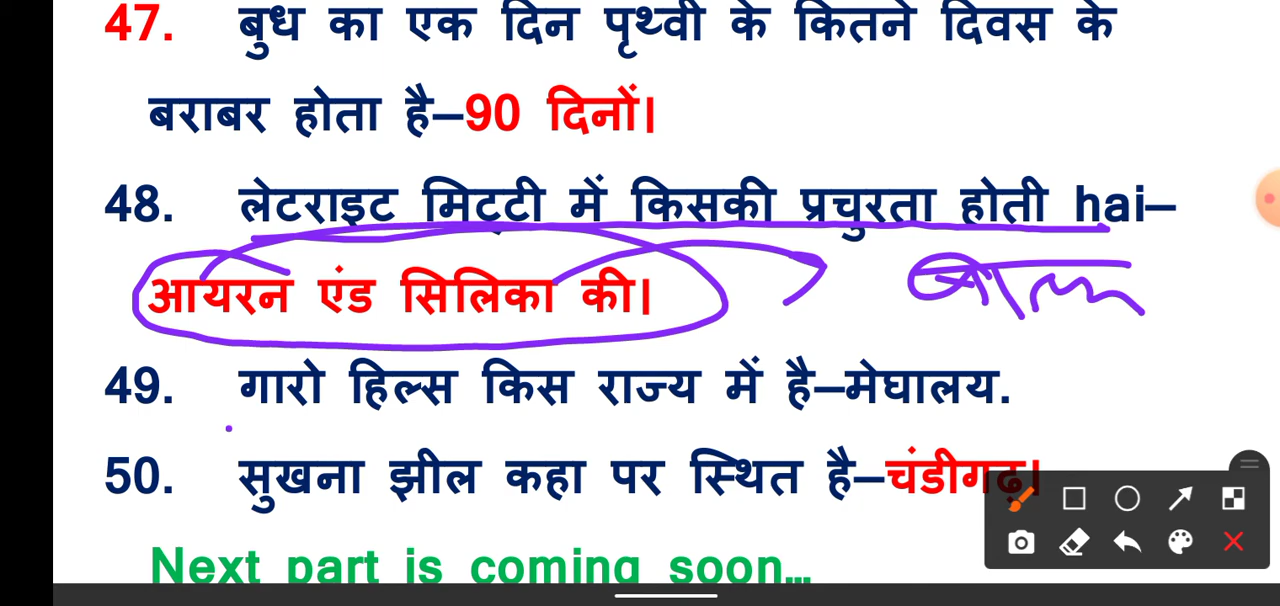 47. बुध का एक दिन पृथ्वी के कितने दिवस के
बराबर होता है–90 दिनों।
48. लेटराइट मिट्टी में किसकी प्रचुरता होती hai–
आयरन एंड सिलिका की।
49. गारो हिल्स किस राज्य में है–मेघालय.
50. सुखना झील कहा पर स्थित है–चंडीगढ़।
Next part is coming soon...